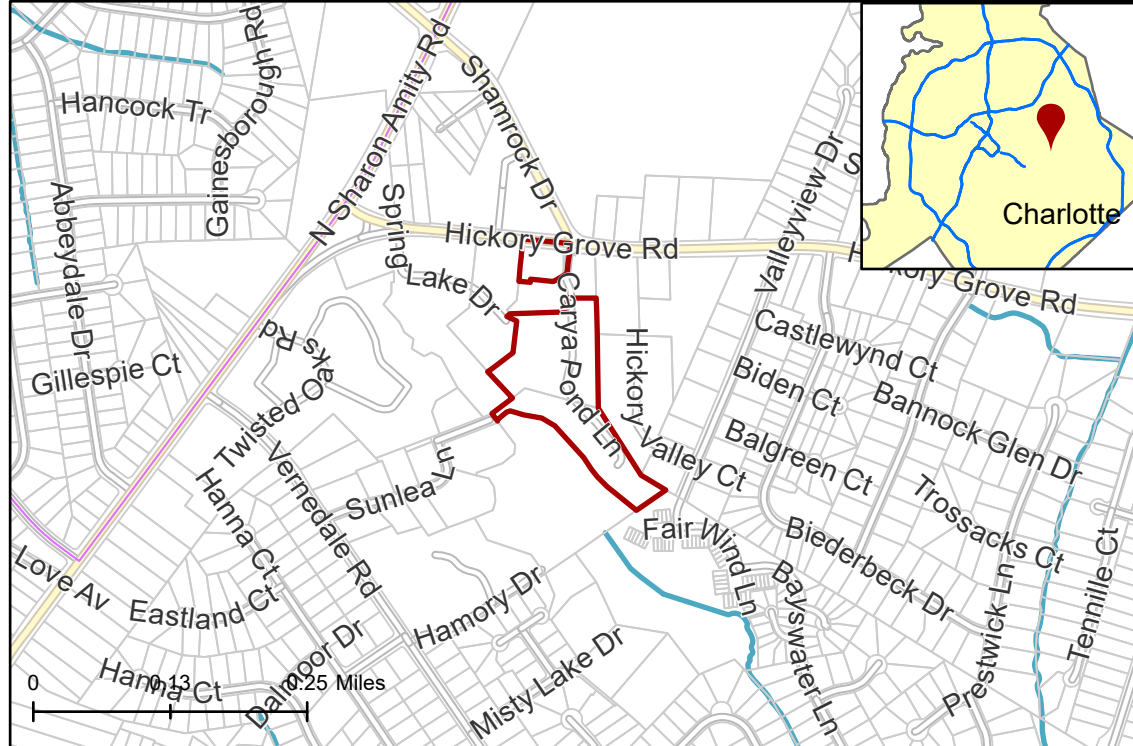 Hancock Tr
Gainesborough Rd
Abbeydale Dr
Gillespie Ct
N Sharon Amity Rd
Shamrock Dr
Spring
Lake Dr
Hickory Grove Rd
Carya Pond Ln
Hickory
Valley Ct
Valleyview Dr
S
Charlotte
Hickory Grove Rd
Castlewynd Ct
Biden Ct
Bannock Glen Dr
Balgreen Ct
Trossacks Ct
Biederbeck Dr
Prestwick Ln
Tennille Ct
Twisted Oaks Rd
Vernedale Rd
Sunlea Ln
Hanna Ct
Fair Wind Ln
Bayswater Ln
Love Av
Eastland Ct
Hamory Dr
Dalmoor Dr
Misty Lake Dr
Hanna Ct
0 0.13 0.25 Miles